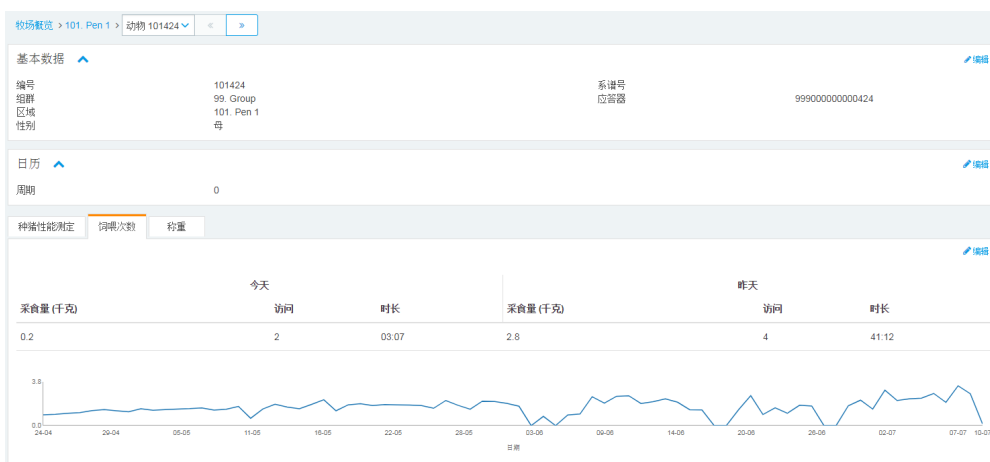 牧场概览 > 101. Pen 1 > 动物 101424 « »
基本数据 编辑
编号 101424 系谱号
组群 99. Group 应答器 999000000000424
区域 101. Pen 1
性别 母
日历 编辑
周期 0
种猪性能测定 饲喂次数 称重
编辑
今天 昨天
采食量 (千克) 访问 时长 采食量 (千克) 访问 时长
0.2 2 03:07 2.8 4 41:12
3.8
0.0
24-04 29-04 05-05 11-05 16-05 22-05 28-05 03-06 09-06 14-06 20-06 26-06 02-07 07-07 10-07
日期